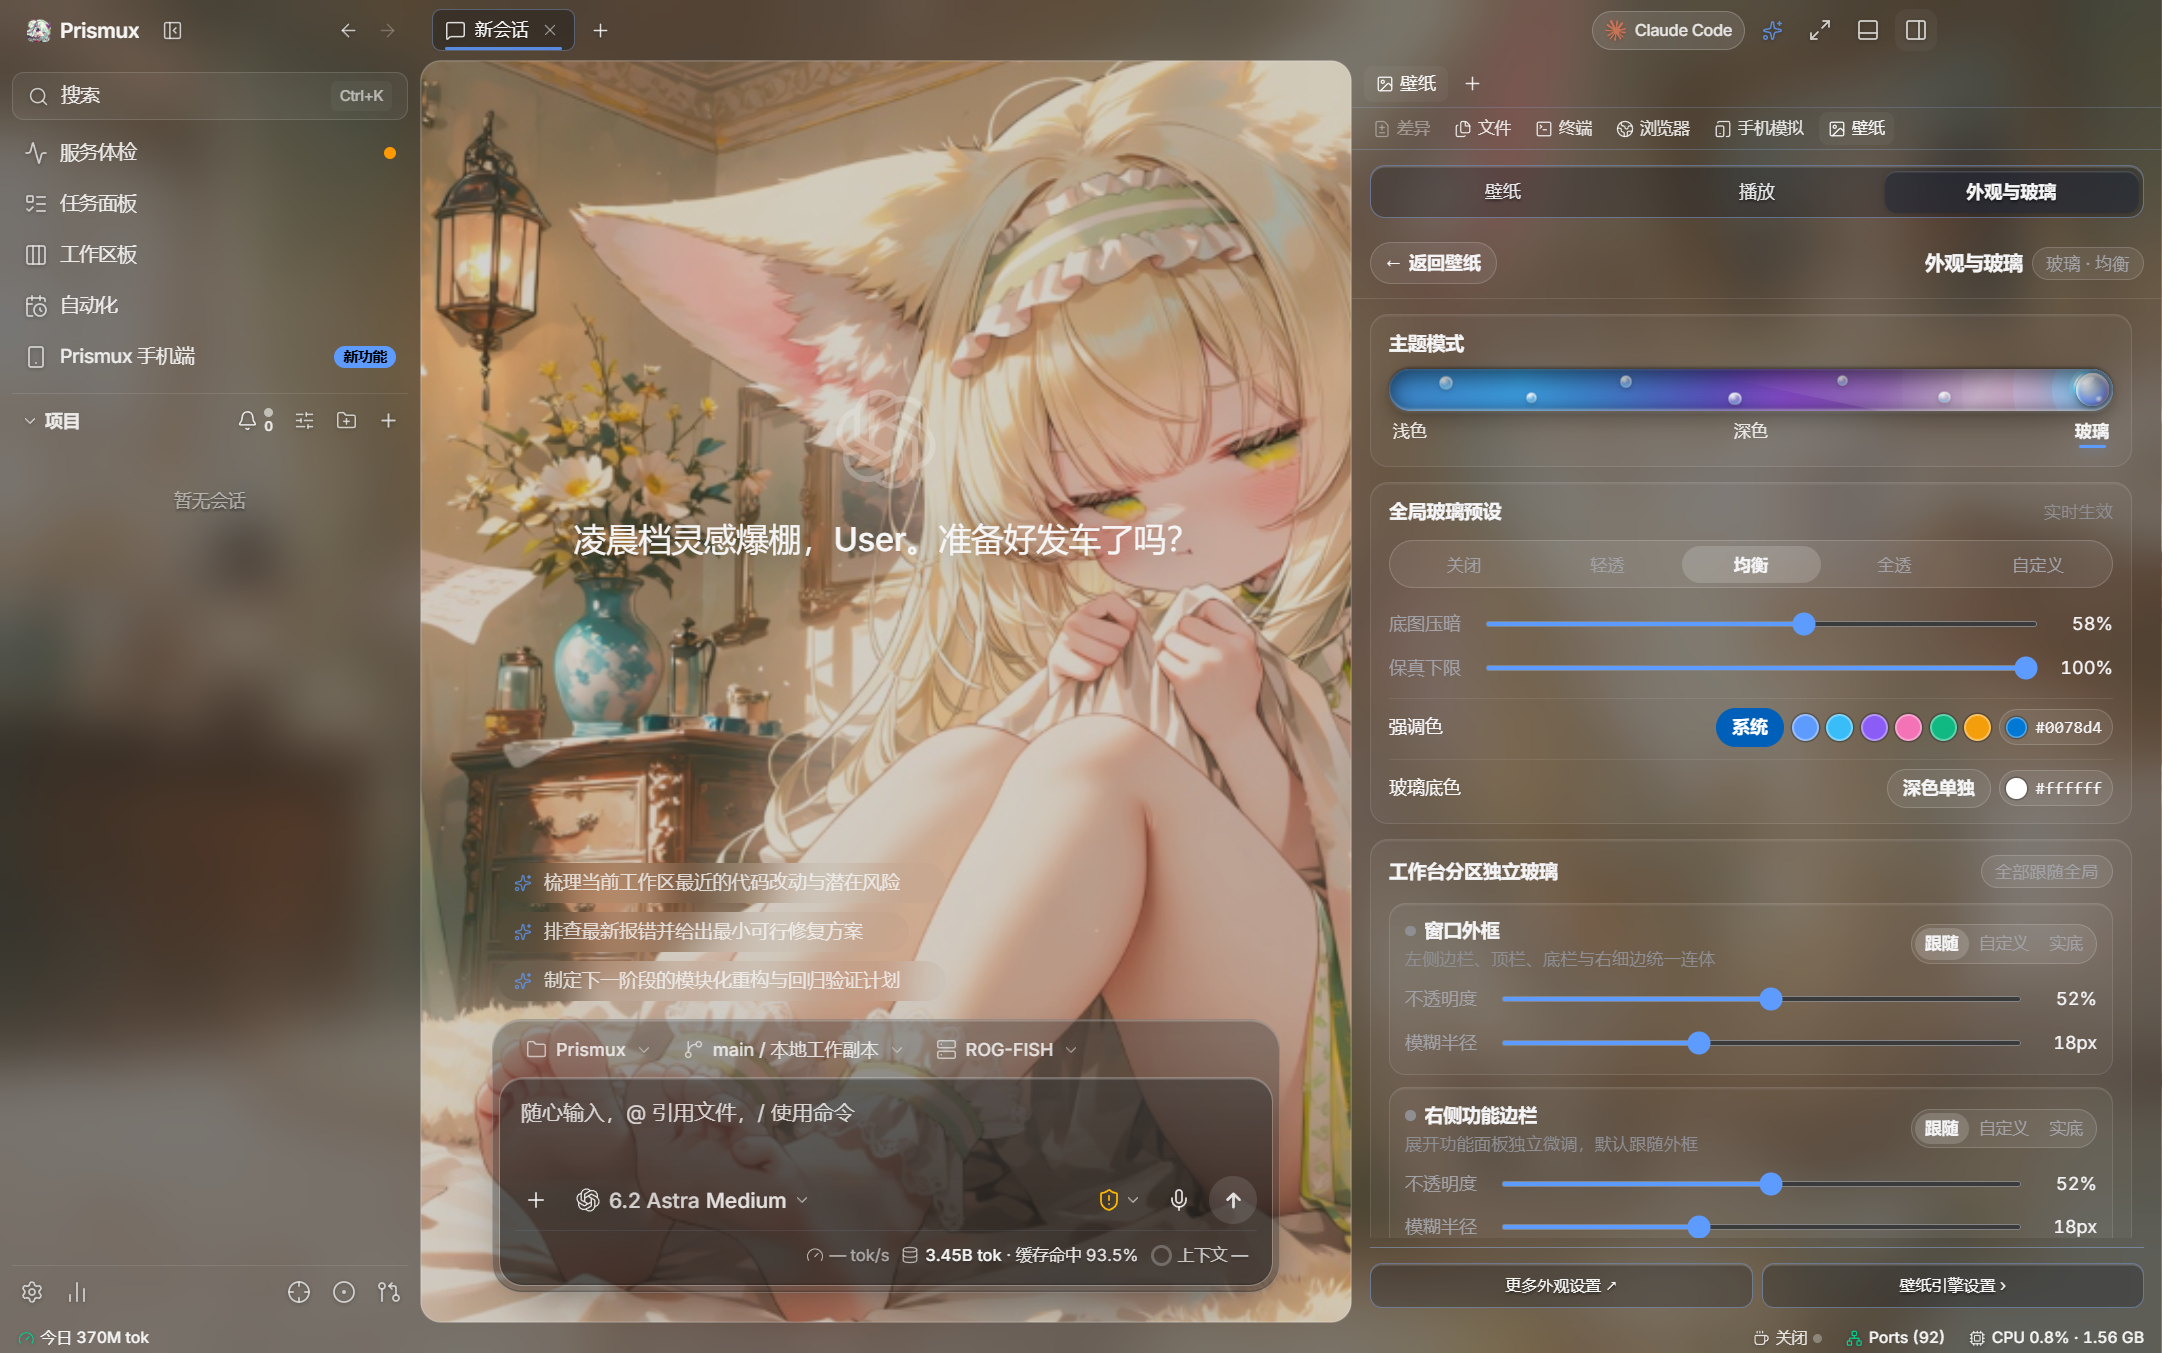 Prismux
新会话
Claude Code
搜索
Ctrl+K
服务体检
任务面板
工作区板
自动化
Prismux 手机端
新功能
项目
0
暂无会话
今日 370M tok
凌晨档灵感爆棚，User。准备好发车了吗？
梳理当前工作区最近的代码改动与潜在风险
排查最新报错并给出最小可行修复方案
制定下一阶段的模块化重构与回归验证计划
Prismux
main / 本地工作副本
ROG-FISH
随心输入，@ 引用文件，/ 使用命令
6.2 Astra Medium
— tok/s
3.45B tok · 缓存命中 93.5%
上下文 —
壁纸
差异
文件
终端
浏览器
手机模拟
壁纸
壁纸
播放
外观与玻璃
← 返回壁纸
外观与玻璃
玻璃 · 均衡
主题模式
浅色
深色
玻璃
全局玻璃预设
实时生效
关闭
轻透
均衡
全透
自定义
底图压暗
58%
保真下限
100%
强调色
系统
#0078d4
玻璃底色
深色单独
#ffffff
工作台分区独立玻璃
全部跟随全局
窗口外框
跟随
自定义
实底
左侧边栏、顶栏、底栏与右细边统一连体
不透明度
52%
模糊半径
18px
右侧功能边栏
跟随
自定义
实底
展开功能面板独立微调，默认跟随外框
不透明度
52%
模糊半径
18px
更多外观设置 ↗
壁纸引擎设置 ›
关闭
Ports (92)
CPU 0.8% · 1.56 GB